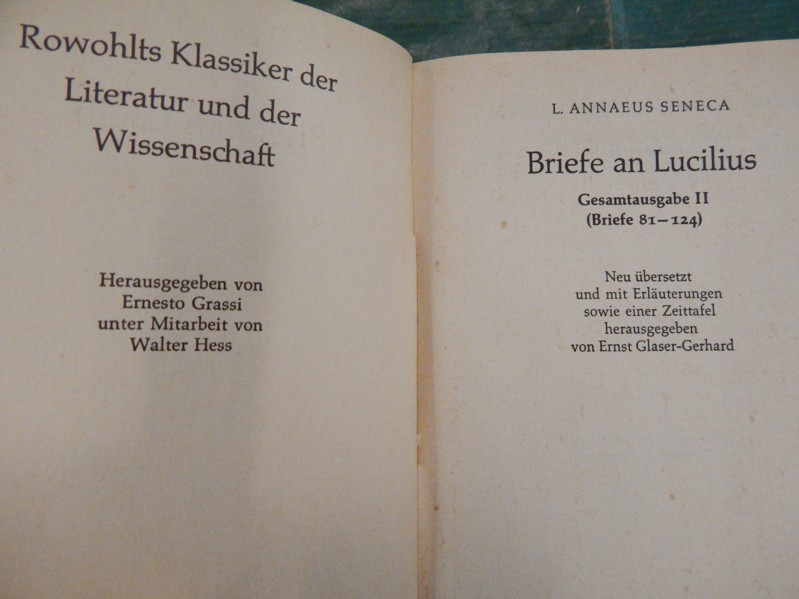 Rowohlts Klassiker der
Literatur und der
Wissenschaft
Herausgegeben von
Ernesto Grassi
unter Mitarbeit von
Walter Hess
L. ANNAEUS SENECA
Briefe an Lucilius
Gesamtausgabe II
(Briefe 81–124)
Neu übersetzt
und mit Erläuterungen
sowie einer Zeittafel
herausgegeben
von Ernst Glaser-Gerhard